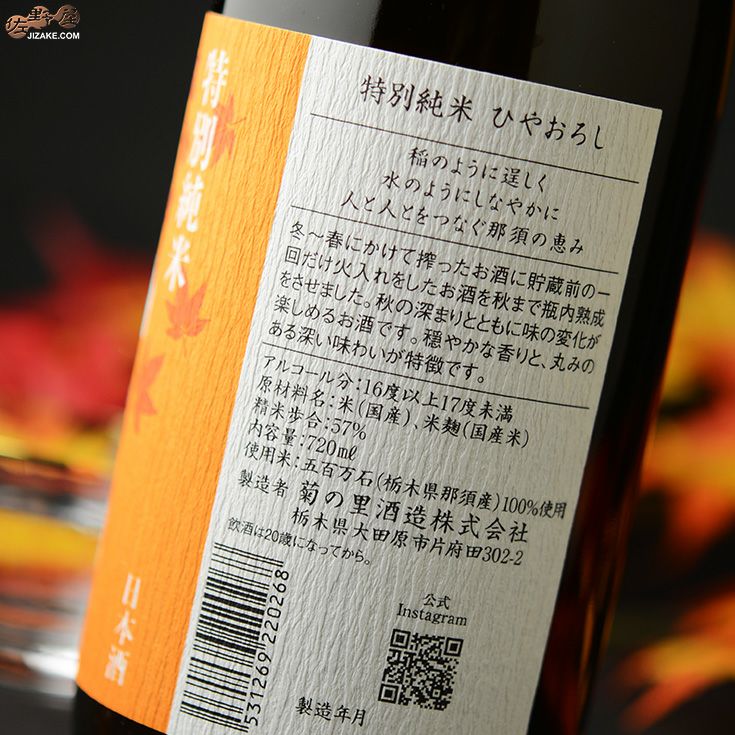 佐野屋
JIZAKE.COM
特別純米
日本酒
特別純米 ひやおろし
稲のように逞しく
水のようにしなやかに
人と人とをつなぐ那須の恵み
冬～春にかけて搾ったお酒に貯蔵前の一
回だけ火入れをしたお酒を秋まで瓶内熟成
をさせました。秋の深まりとともに味の変化が
楽しめるお酒です。穏やかな香りと、丸みの
ある深い味わいが特徴です。
アルコール分：16度以上17度未満
原材料名：米（国産）、米麹（国産米）
精米歩合：57%
内容量：720mℓ
使用米：五百万石（栃木県那須産）100%使用
製造者 菊の里酒造株式会社
栃木県大田原市片府田302-2
飲酒は20歳になってから。
公式
Instagram
531269 220268
製造年月